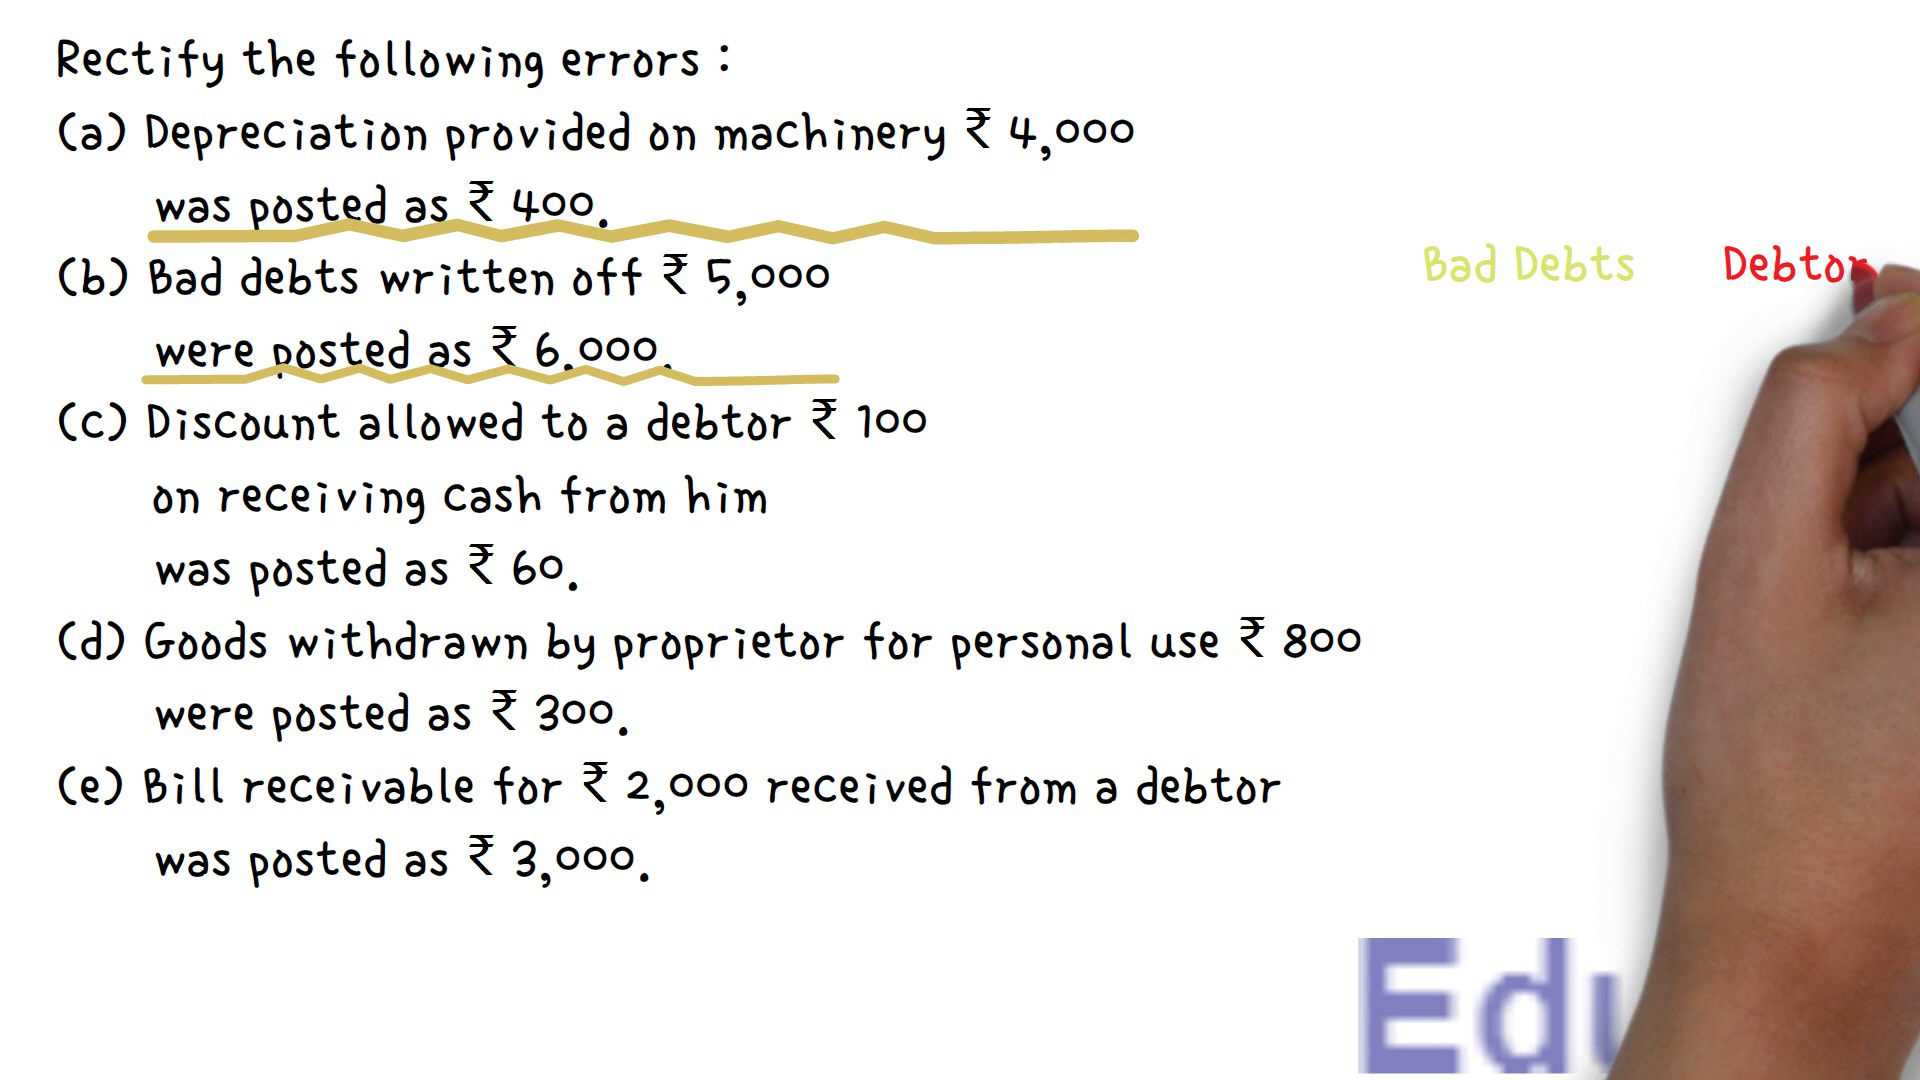 Rectify the following errors :
(a) Depreciation provided on machinery ₹ 4,000
was posted as ₹ 400.
(b) Bad debts written off ₹ 5,000
were posted as ₹ 6,000.
(c) Discount allowed to a debtor ₹ 100
on receiving cash from him
was posted as ₹ 60.
(d) Goods withdrawn by proprietor for personal use ₹ 800
were posted as ₹ 300.
(e) Bill receivable for ₹ 2,000 received from a debtor
was posted as ₹ 3,000.
Bad Debts
Debtor